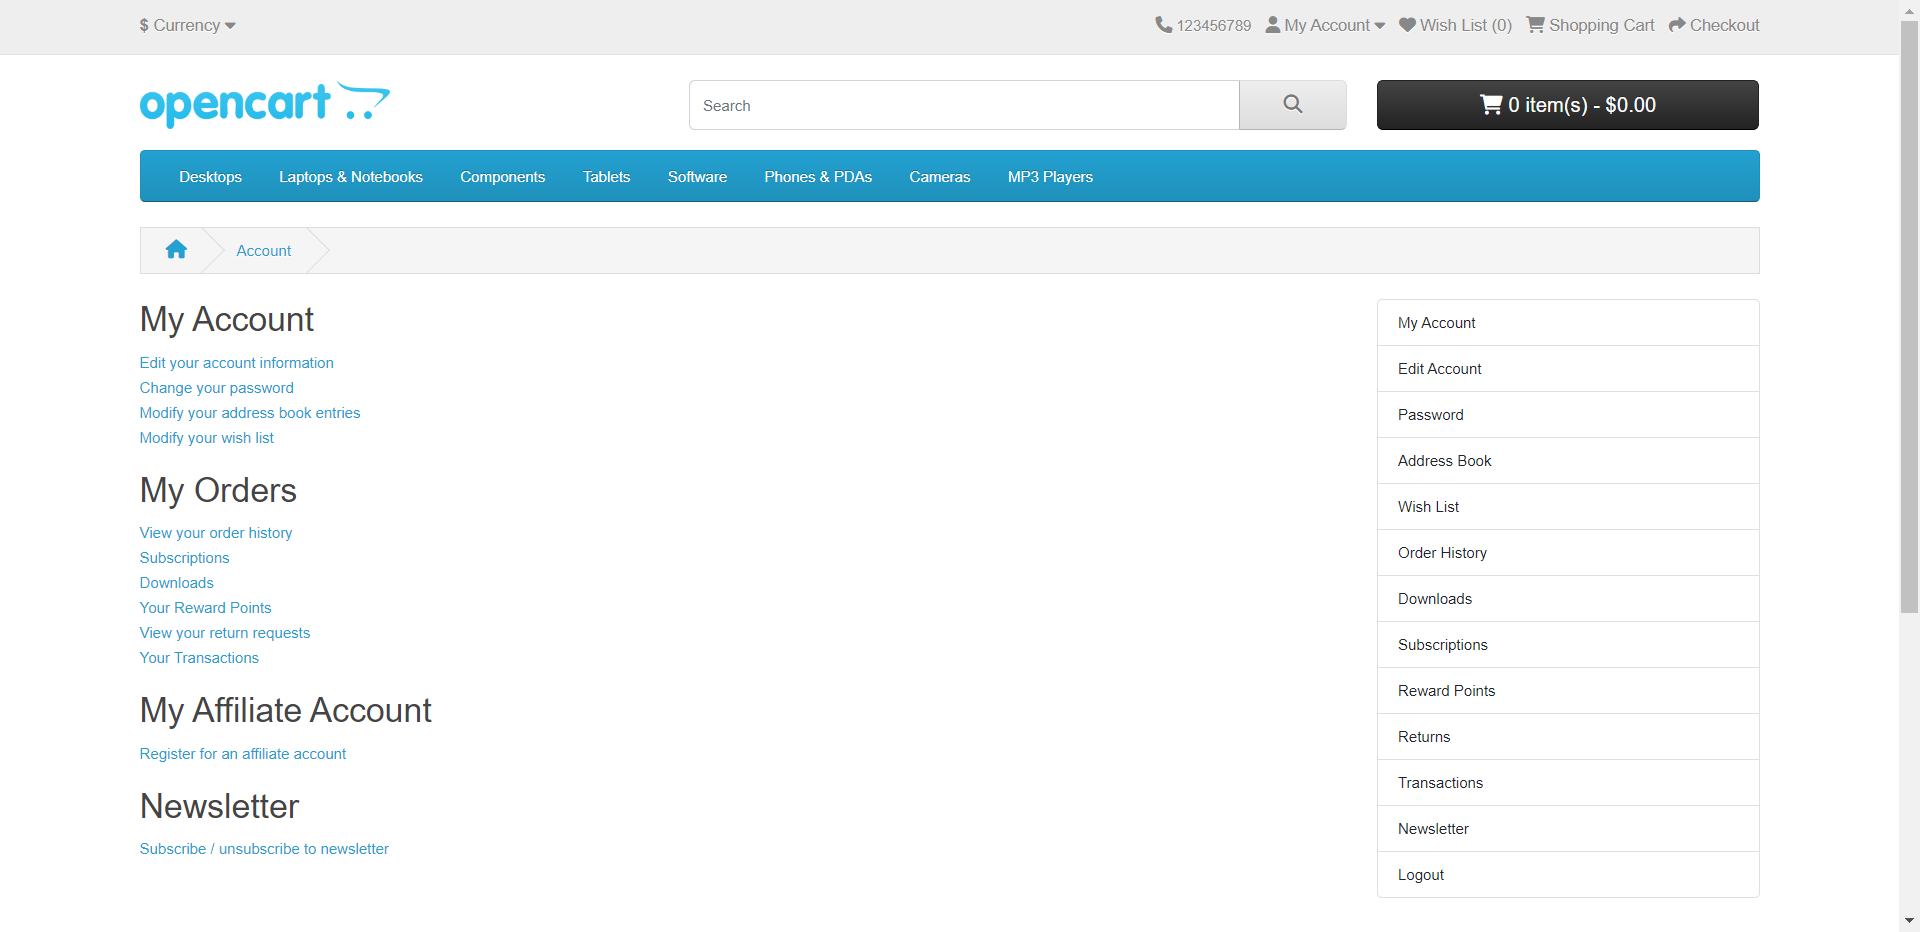 $ Currency
123456789 My Account Wish List (0) Shopping Cart Checkout
opencart
Search
0 item(s) - $0.00
Desktops Laptops & Notebooks Components Tablets Software Phones & PDAs Cameras MP3 Players
Account
My Account
Edit your account information
Change your password
Modify your address book entries
Modify your wish list
My Orders
View your order history
Subscriptions
Downloads
Your Reward Points
View your return requests
Your Transactions
My Affiliate Account
Register for an affiliate account
Newsletter
Subscribe / unsubscribe to newsletter
My Account
Edit Account
Password
Address Book
Wish List
Order History
Downloads
Subscriptions
Reward Points
Returns
Transactions
Newsletter
Logout